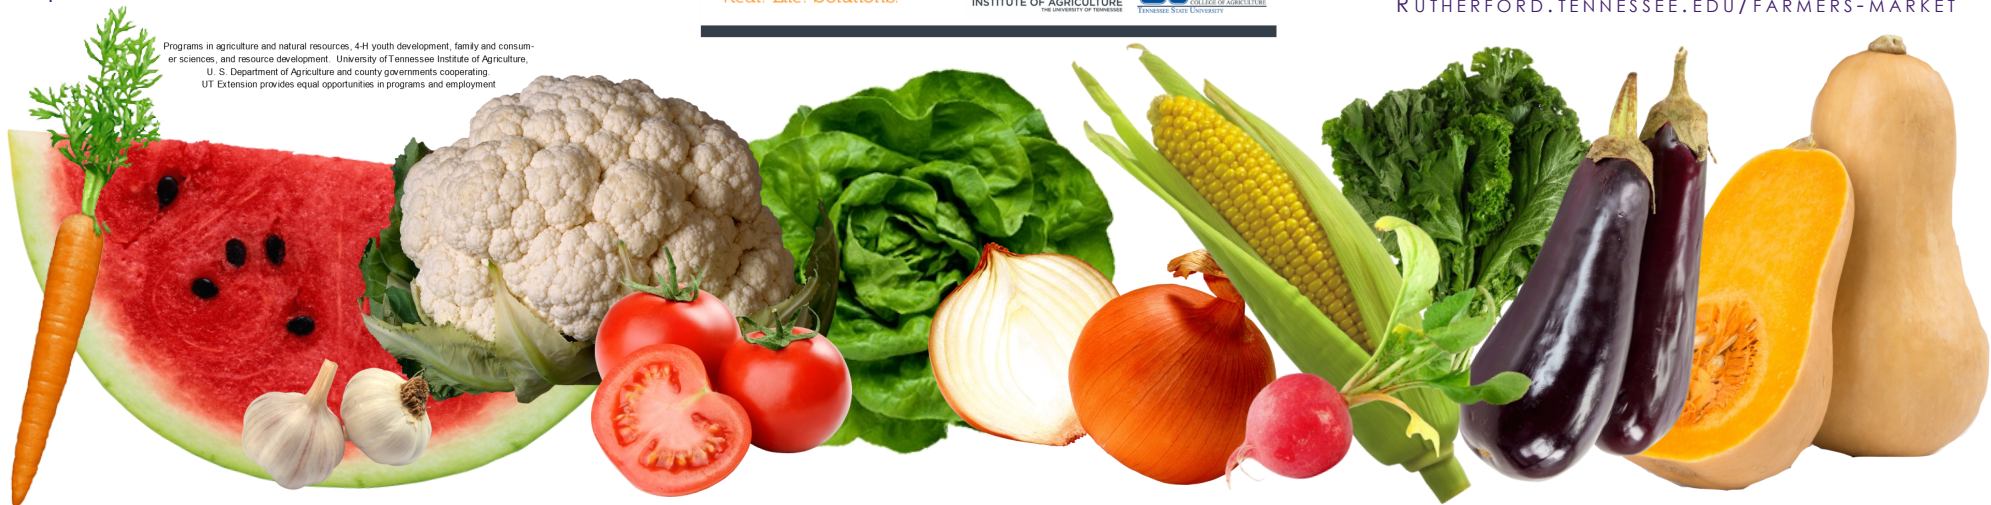 Real. Life. Solutions.
INSTITUTE OF AGRICULTURE
THE UNIVERSITY OF TENNESSEE
COLLEGE OF AGRICULTURE
TENNESSEE STATE UNIVERSITY
RUTHERFORD.TENNESSEE.EDU/FARMERS-MARKET
Programs in agriculture and natural resources, 4-H youth development, family and consum-
er sciences, and resource development. University of Tennessee Institute of Agriculture,
U. S. Department of Agriculture and county governments cooperating.
UT Extension provides equal opportunities in programs and employment